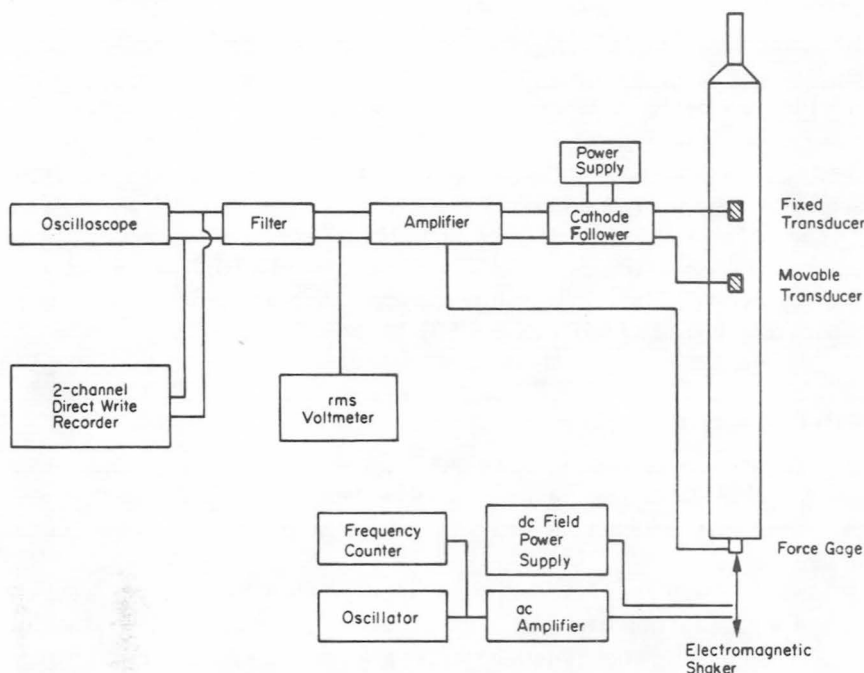 Power
Supply
Oscilloscope
Filter
Amplifier
Cathode
Follower
Fixed
Transducer
Movable
Transducer
2-channel
Direct Write
Recorder
rms
Voltmeter
Frequency
Counter
dc Field
Power
Supply
Force Gage
Oscillator
ac
Amplifier
Electromagnetic
Shaker